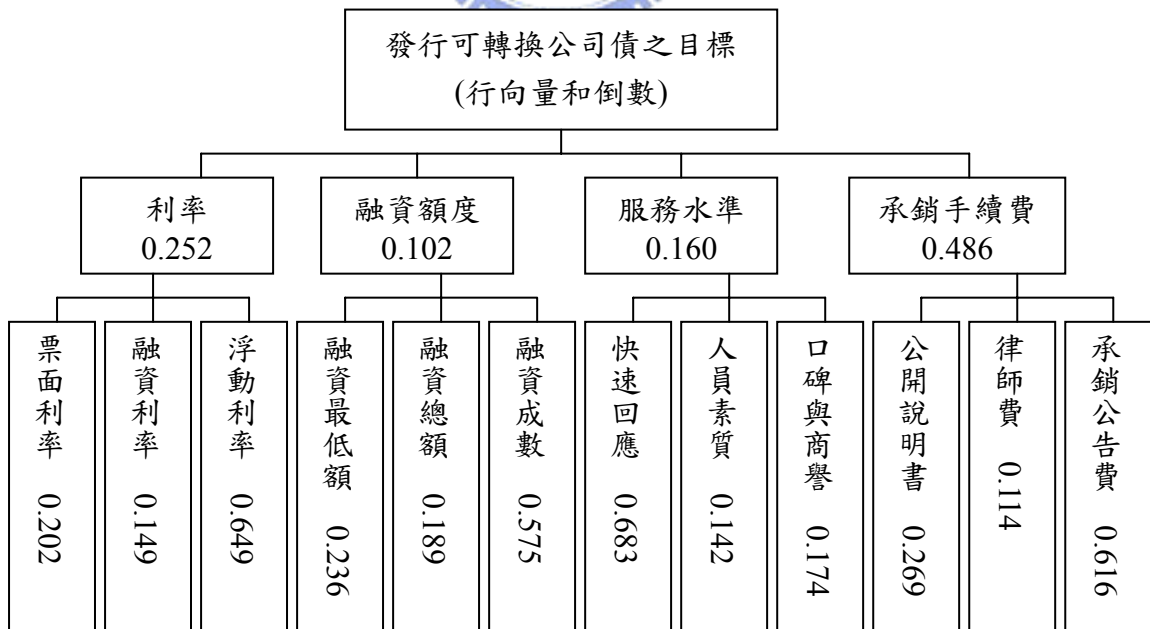 發行可轉換公司債之目標
(行向量和倒數)
利率
0.252
融資額度
0.102
服務水準
0.160
承銷手續費
0.486
票面利率 0.202
融資利率 0.149
浮動利率 0.649
融資最低額 0.236
融資總額 0.189
融資成數 0.575
快速回應 0.683
人員素質 0.142
口碑與商譽 0.174
公開說明書 0.269
律師費 0.114
承銷公告費 0.616